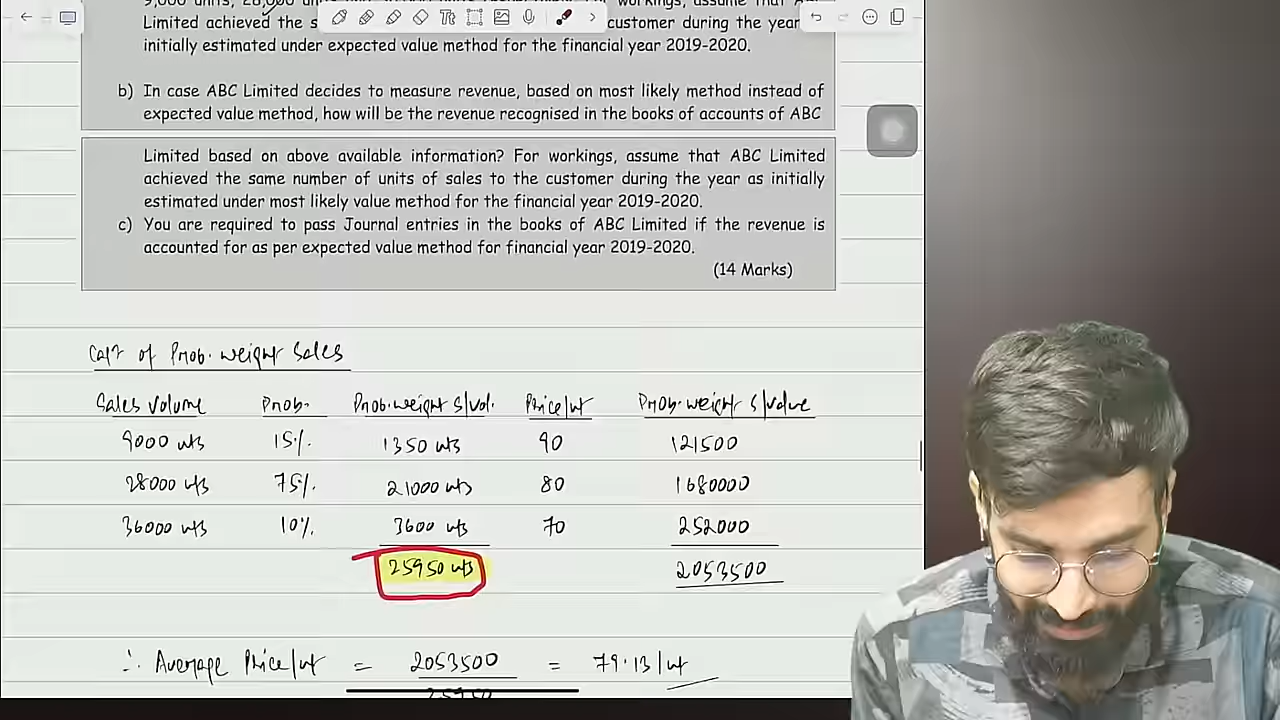 9,000 units, 28,000
Limited achieved the s customer during the year
initially estimated under expected value method for the financial year 2019-2020.
b) In case ABC Limited decides to measure revenue, based on most likely method instead of
expected value method, how will be the revenue recognised in the books of accounts of ABC
Limited based on above available information? For workings, assume that ABC Limited
achieved the same number of units of sales to the customer during the year as initially
estimated under most likely value method for the financial year 2019-2020.
c) You are required to pass Journal entries in the books of ABC Limited if the revenue is
accounted for as per expected value method for financial year 2019-2020.
(14 Marks)
Calⁿ of Prob. weight Sales
Sales Volume Prob. Prob.weight S/Vol. Price/ut Prob.weight S/value
9000 uts 15%. 1350 uts 90 121500
28000 uts 75%. 21000 uts 80 1680000
36000 uts 10%. 3600 uts 70 252000
25950 uts 2053500
∴ Average Price/ut = 2053500 = 79.13/ut
25950